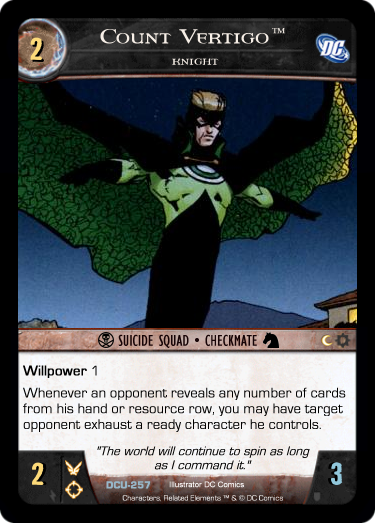 2
COUNT VERTIGO™
DC
KNIGHT
SUICIDE SQUAD • CHECKMATE
Willpower 1
Whenever an opponent reveals any number of cards
from his hand or resource row, you may have target
opponent exhaust a ready character he controls.
"The world will continue to spin as long
as I command it."
2
3
DCU-257 Illustrator DC Comics
Characters, Related Elements ™ & © DC Comics